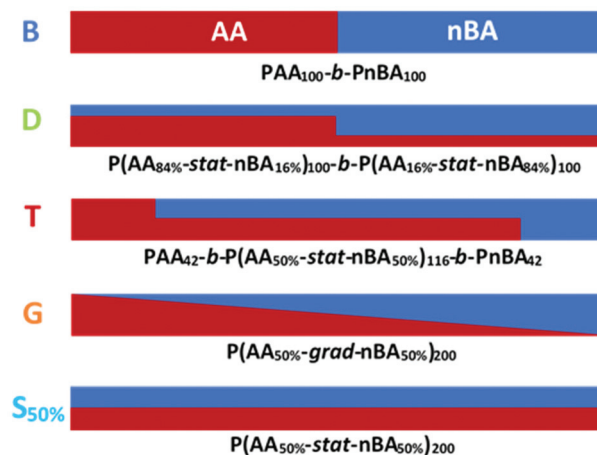 B AA nBA
PAA₁₀₀-b-PnBA₁₀₀
D
P(AA₈₄%-stat-nBA₁₆%)₁₀₀-b-P(AA₁₆%-stat-nBA₈₄%)₁₀₀
T
PAA₄₂-b-P(AA₅₀%-stat-nBA₅₀%)₁₁₆-b-PnBA₄₂
G
P(AA₅₀%-grad-nBA₅₀%)₂₀₀
S₅₀%
P(AA₅₀%-stat-nBA₅₀%)₂₀₀